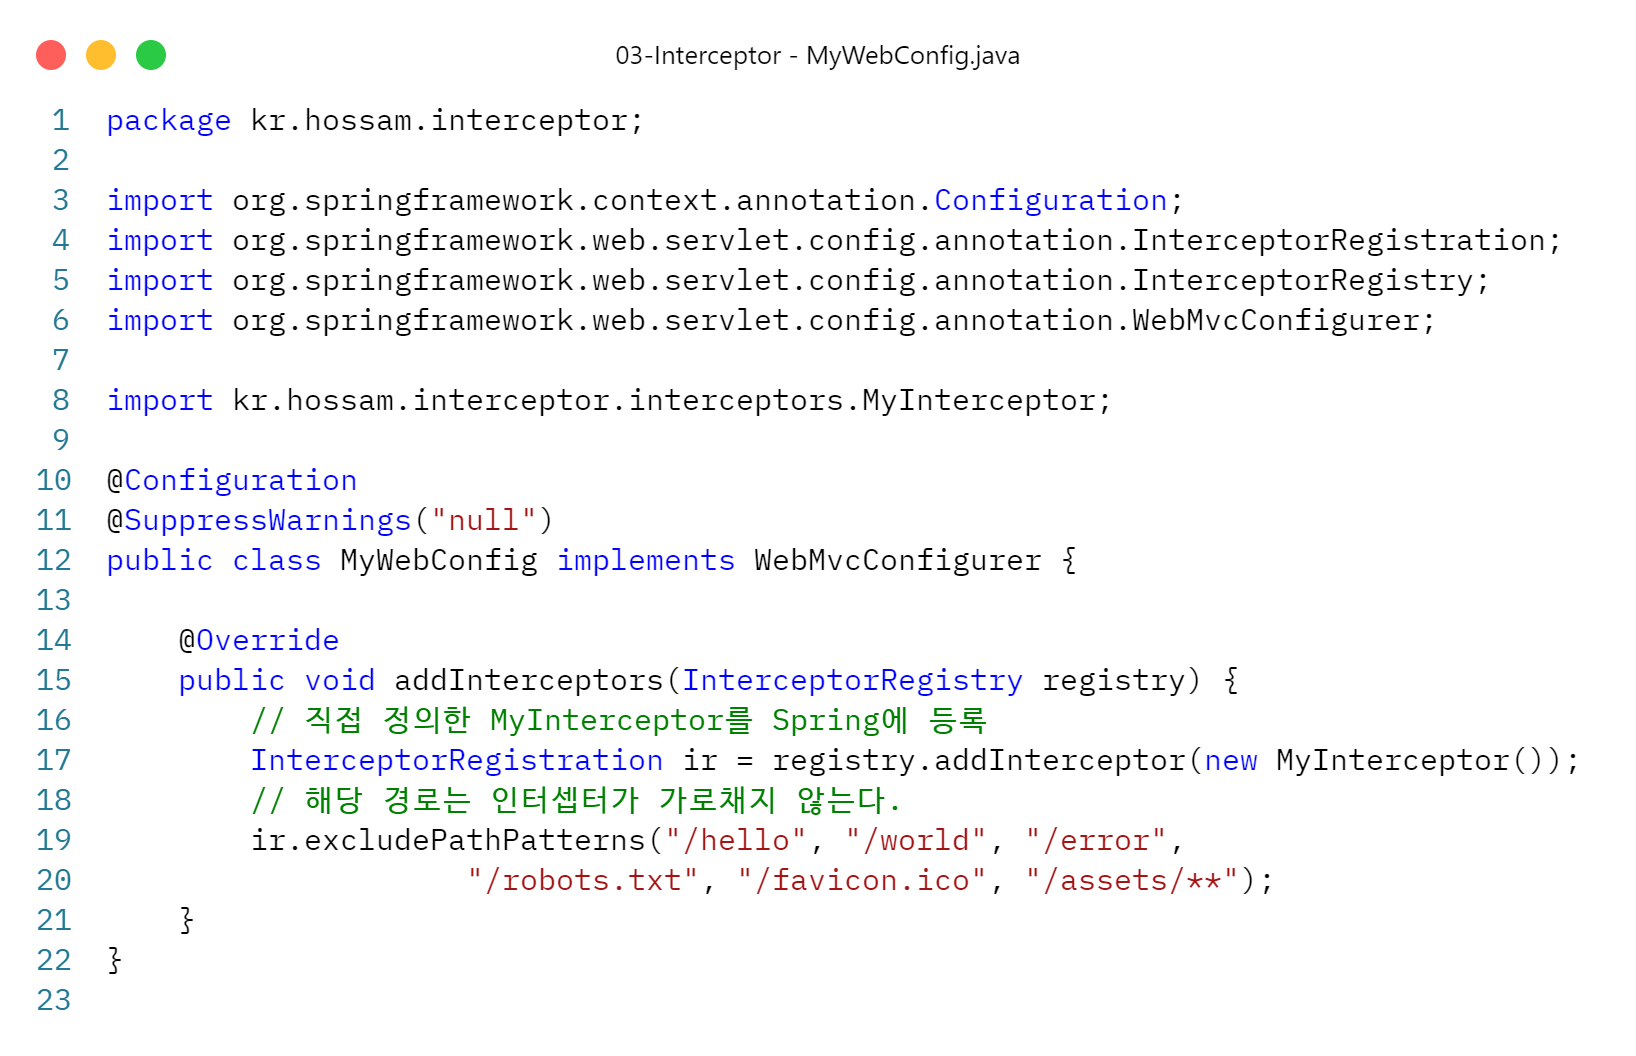 03-Interceptor - MyWebConfig.java
1 package kr.hossam.interceptor;
2
3 import org.springframework.context.annotation.Configuration;
4 import org.springframework.web.servlet.config.annotation.InterceptorRegistration;
5 import org.springframework.web.servlet.config.annotation.InterceptorRegistry;
6 import org.springframework.web.servlet.config.annotation.WebMvcConfigurer;
7
8 import kr.hossam.interceptor.interceptors.MyInterceptor;
9
10 @Configuration
11 @SuppressWarnings("null")
12 public class MyWebConfig implements WebMvcConfigurer {
13
14     @Override
15     public void addInterceptors(InterceptorRegistry registry) {
16         // 직접 정의한 MyInterceptor를 Spring에 등록
17         InterceptorRegistration ir = registry.addInterceptor(new MyInterceptor());
18         // 해당 경로는 인터셉터가 가로채지 않는다.
19         ir.excludePathPatterns("/hello", "/world", "/error",
20                     "/robots.txt", "/favicon.ico", "/assets/**");
21     }
22 }
23